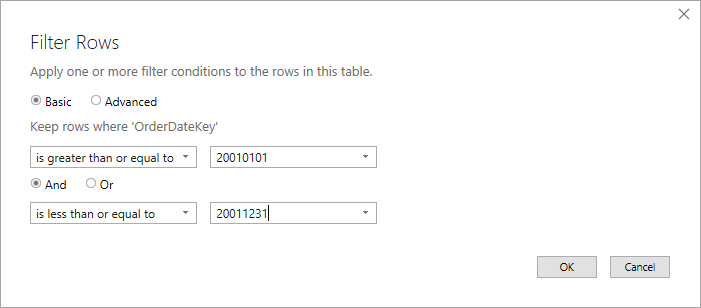 Filter Rows
Apply one or more filter conditions to the rows in this table.
Basic Advanced
Keep rows where 'OrderDateKey'
is greater than or equal to 20010101
And Or
is less than or equal to 20011231
OK Cancel